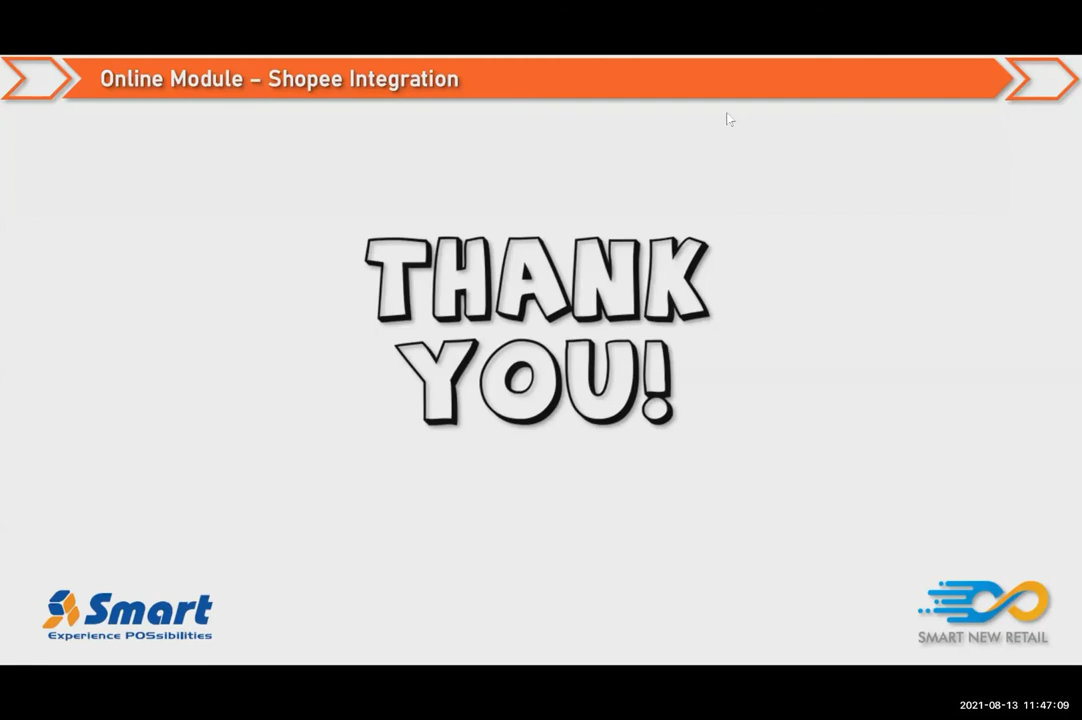 Online Module – Shopee Integration
THANK
YOU!
Smart
Experience POSsibilities
SMART NEW RETAIL
2021-08-13 11:47:09